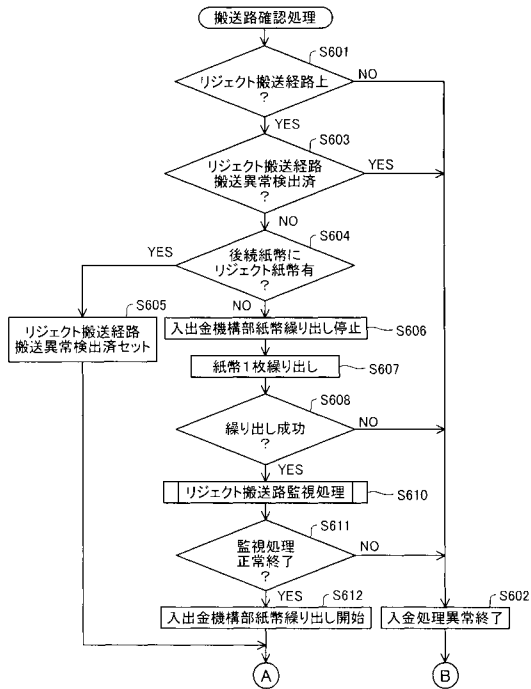 搬送路確認処理
S601
リジェクト搬送経路上
?
NO
YES
S603
リジェクト搬送経路
搬送異常検出済
?
YES
NO
S604
後続紙幣に
リジェクト紙幣有
?
YES
NO
S605
リジェクト搬送経路
搬送異常検出済セット
入出金機構部紙幣繰り出し停止
S606
紙幣1枚繰り出し
S607
S608
繰り出し成功
?
NO
YES
リジェクト搬送路監視処理
S610
S611
監視処理
正常終了
?
NO
YES
S612
入出金機構部紙幣繰り出し開始
S602
入金処理異常終了
A
B